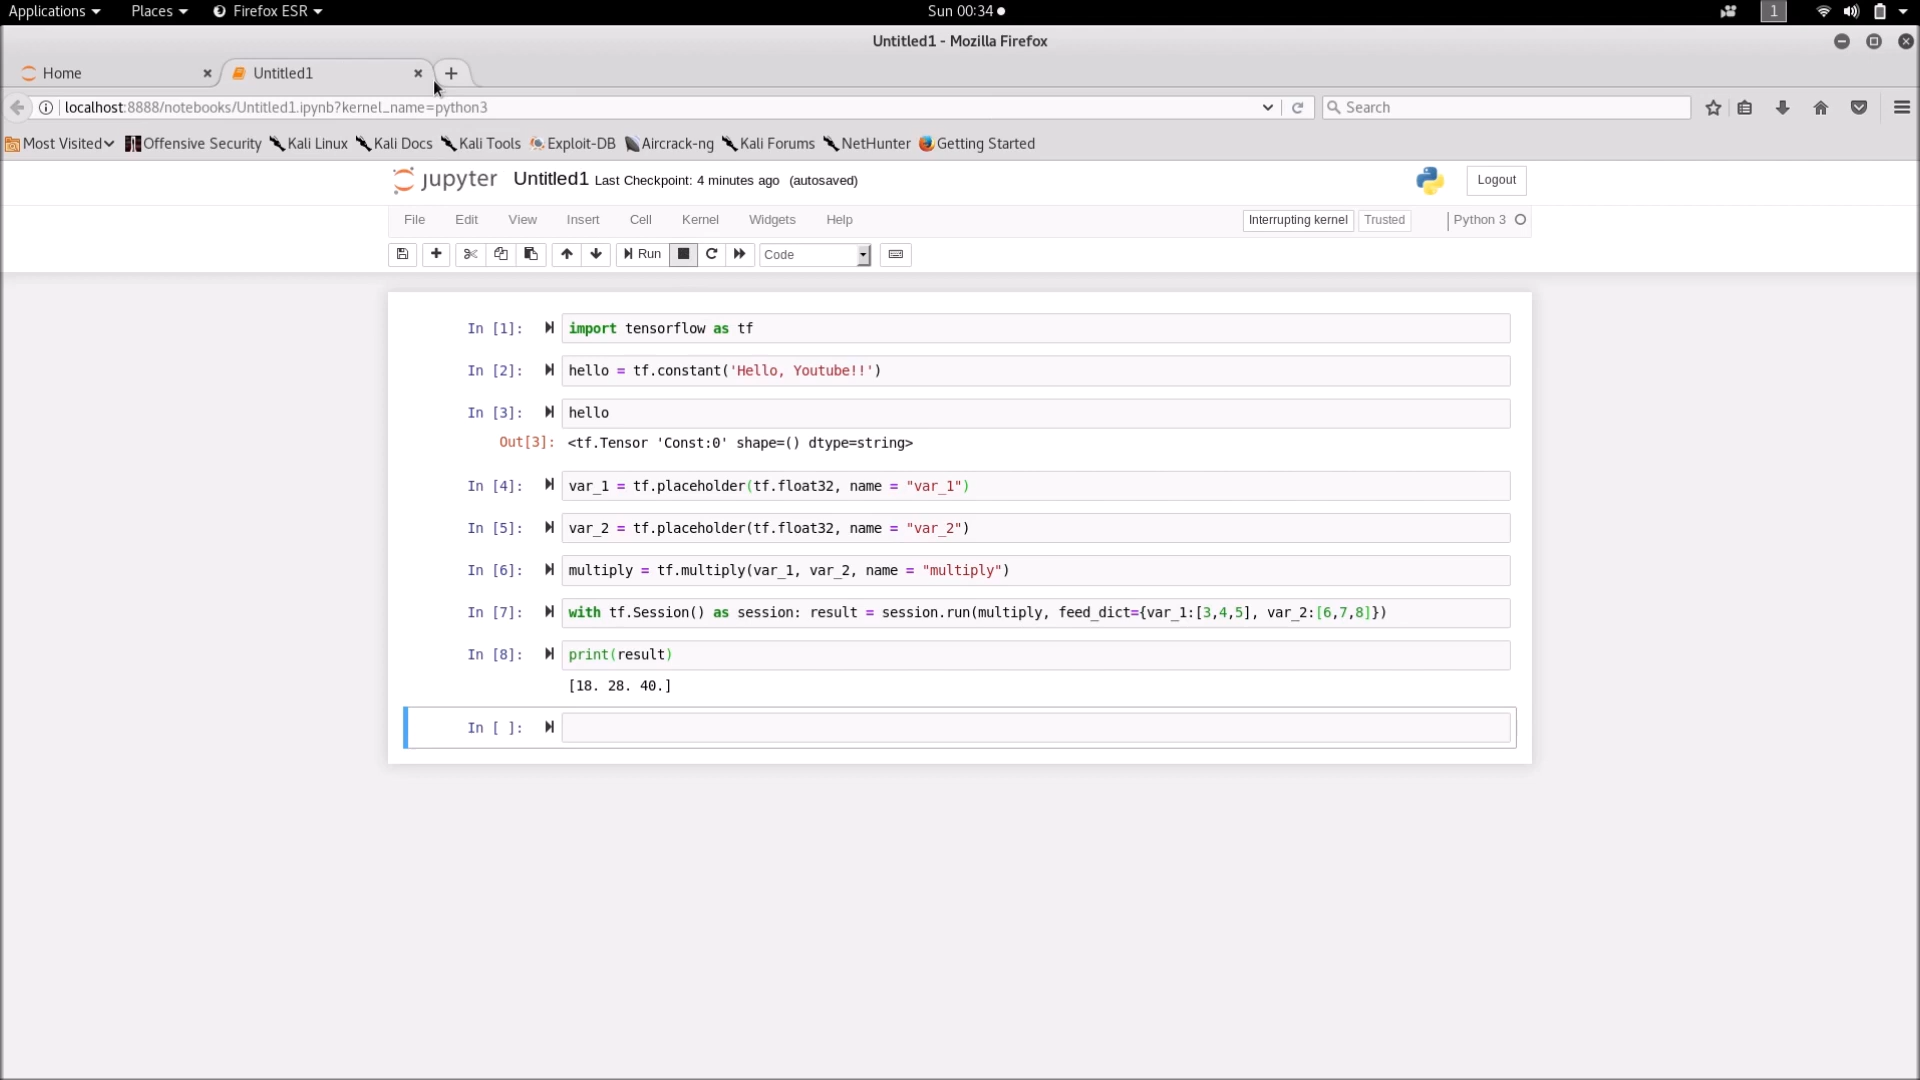 Applications Places Firefox ESR Sun 00:34 1
Untitled1 - Mozilla Firefox
Home Untitled1
localhost:8888/notebooks/Untitled1.ipynb?kernel_name=python3 Search
Most Visited Offensive Security Kali Linux Kali Docs Kali Tools Exploit-DB Aircrack-ng Kali Forums NetHunter Getting Started
jupyter Untitled1 Last Checkpoint: 4 minutes ago (autosaved) Logout
File Edit View Insert Cell Kernel Widgets Help Interrupting kernel Trusted Python 3
Run Code
In [1]: import tensorflow as tf
In [2]: hello = tf.constant('Hello, Youtube!!')
In [3]: hello
Out[3]: <tf.Tensor 'Const:0' shape=() dtype=string>
In [4]: var_1 = tf.placeholder(tf.float32, name = "var_1")
In [5]: var_2 = tf.placeholder(tf.float32, name = "var_2")
In [6]: multiply = tf.multiply(var_1, var_2, name = "multiply")
In [7]: with tf.Session() as session: result = session.run(multiply, feed_dict={var_1:[3,4,5], var_2:[6,7,8]})
In [8]: print(result)
[18. 28. 40.]
In [ ]: